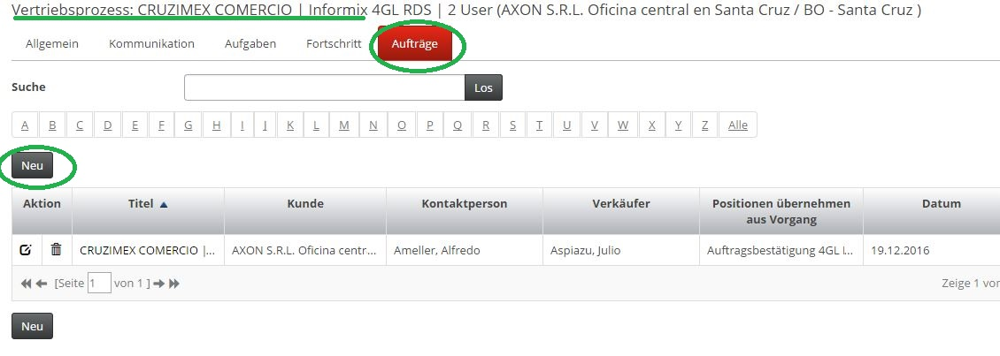 Vertriebsprozess: CRUZIMEX COMERCIO | Informix 4GL RDS | 2 User (AXON S.R.L. Oficina central en Santa Cruz / BO - Santa Cruz )
Allgemein Kommunikation Aufgaben Fortschritt Aufträge
Suche Los
A B C D E F G H I J K L M N O P Q R S T U V W X Y Z Alle
Neu
Aktion Titel Kunde Kontaktperson Verkäufer Positionen übernehmen aus Vorgang Datum
CRUZIMEX COMERCIO |... AXON S.R.L. Oficina centr... Ameller, Alfredo Aspiazu, Julio Auftragsbestätigung 4GL I... 19.12.2016
[Seite 1 von 1 ] Zeige 1 vor
Neu